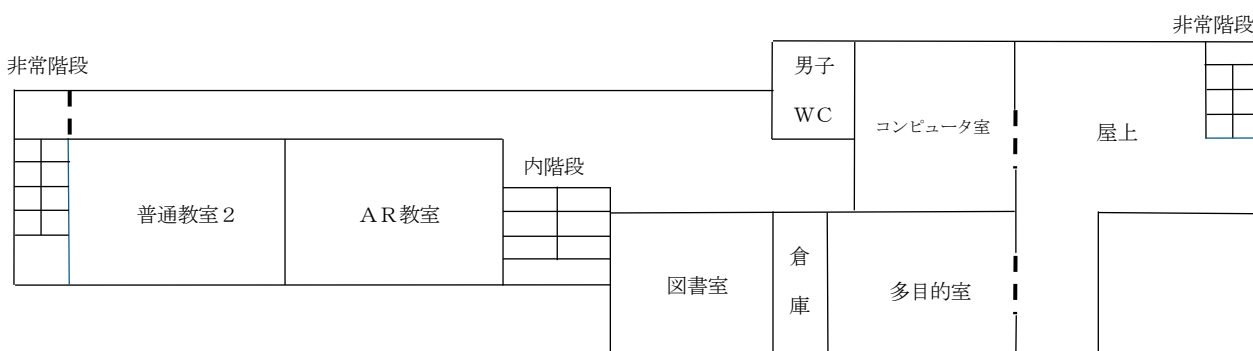 非常階段
非常階段
男子
WC
コンピュータ室
屋上
内階段
普通教室2
AR教室
図書室
倉
庫
多目的室